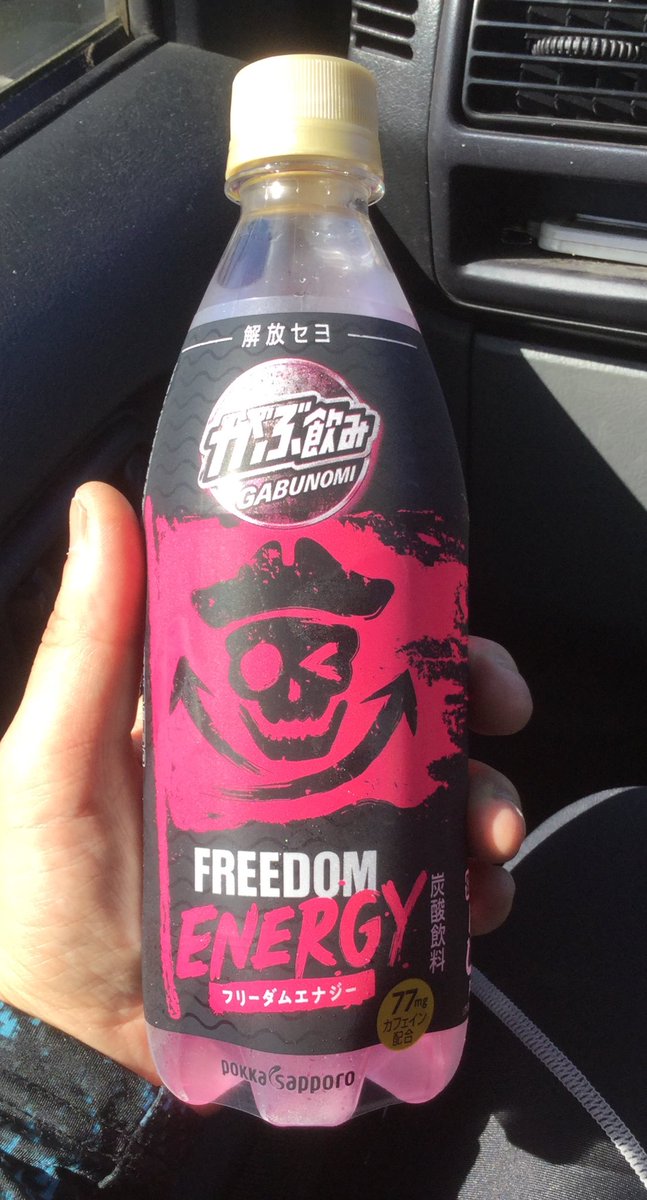 解放セヨ
がぶ飲み
GABUNOMI
FREEDOM
ENERGY
フリーダムエナジー
炭酸飲料
77mg
カフェイン
配合
POKKA SAPPORO